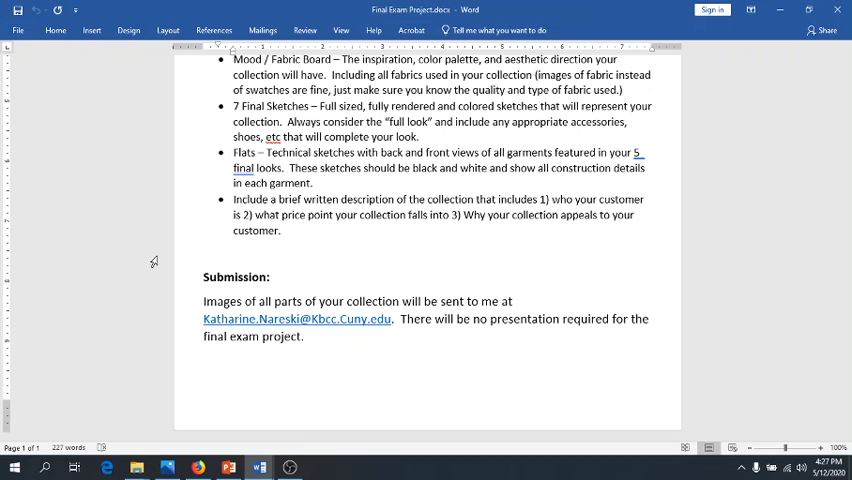 Final Exam Project.docx - Word
Sign in
File Home Insert Design Layout References Mailings Review View Help Acrobat Tell me what you want to do Share
1 2 3 4 5 6 7
• Mood / Fabric Board – The inspiration, color palette, and aesthetic direction your
collection will have. Including all fabrics used in your collection (images of fabric instead
of swatches are fine, just make sure you know the quality and type of fabric used.)
• 7 Final Sketches – Full sized, fully rendered and colored sketches that will represent your
collection. Always consider the “full look” and include any appropriate accessories,
shoes, etc that will complete your look.
• Flats – Technical sketches with back and front views of all garments featured in your 5
final looks. These sketches should be black and white and show all construction details
in each garment.
• Include a brief written description of the collection that includes 1) who your customer
is 2) what price point your collection falls into 3) Why your collection appeals to your
customer.
Submission:
Images of all parts of your collection will be sent to me at
Katharine.Nareski@Kbcc.Cuny.edu. There will be no presentation required for the
final exam project.
Page 1 of 1 227 words
4:27 PM
5/12/2020